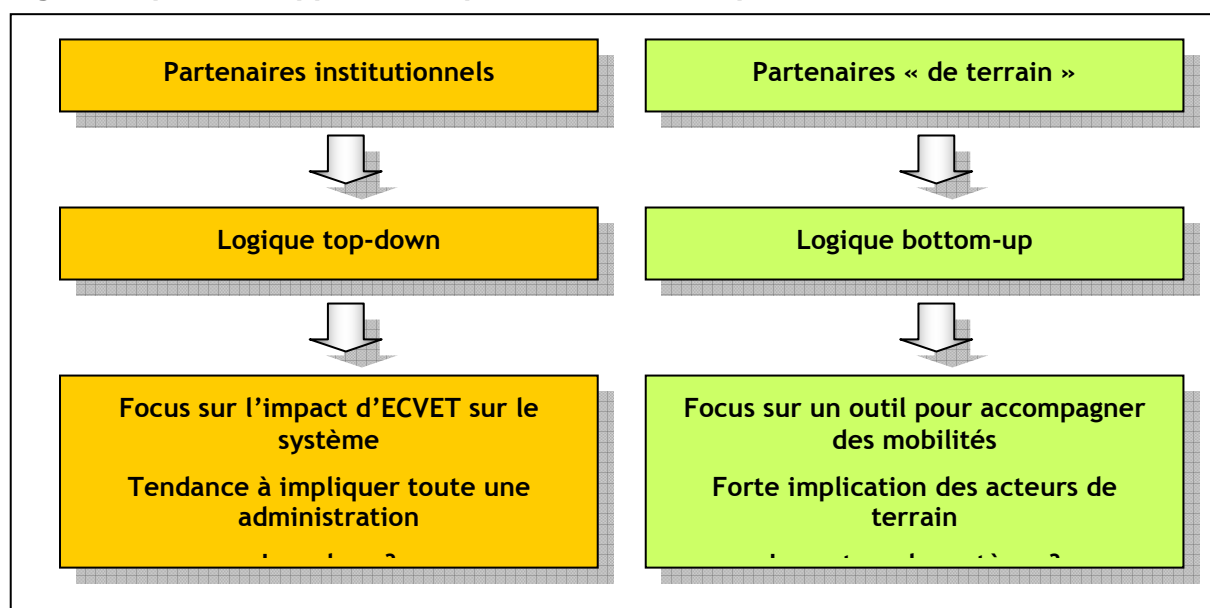 Partenaires institutionnels
Logique top-down
Focus sur l’impact d’ECVET sur le
système
Tendance à impliquer toute une
administration
Partenaires « de terrain »
Logique bottom-up
Focus sur un outil pour accompagner
des mobilités
Forte implication des acteurs de
terrain